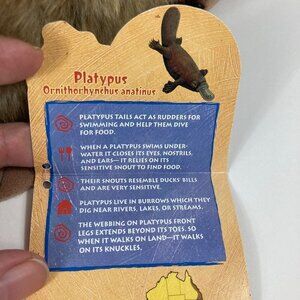 Platypus
Ornithorhynchus anatinus
PLATYPUS TAILS ACT AS RUDDERS FOR
SWIMMING AND HELP THEM DIVE
FOR FOOD.
WHEN A PLATYPUS SWIMS UNDER-
WATER IT CLOSES ITS EYES, NOSTRILS,
AND EARS—IT RELIES ON ITS
SENSITIVE SNOUT TO FIND FOOD.
THEIR SNOUTS RESEMBLE DUCKS' BILLS
AND ARE VERY SENSITIVE.
PLATYPUS LIVE IN BURROWS WHICH THEY
DIG NEAR RIVERS, LAKES, OR STREAMS.
THE WEBBING ON PLATYPUS FRONT
LEGS EXTENDS BEYOND ITS TOES. SO
WHEN IT WALKS ON LAND—IT WALKS
ON ITS KNUCKLES.